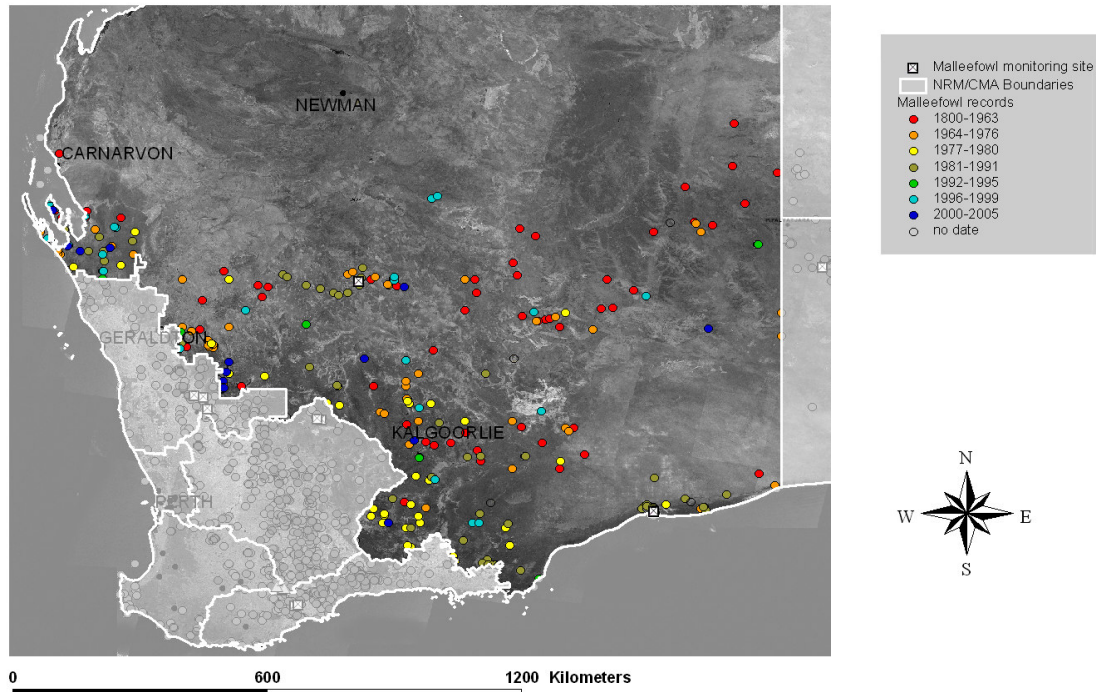 NEWMAN
CARNARVON
GERALDTON
KALGOORLIE
PERTH
Malleefowl monitoring site
NRM/CMA Boundaries
Malleefowl records
1800-1963
1964-1976
1977-1980
1981-1991
1992-1995
1996-1999
2000-2005
no date
N
W
E
S
0 600 1200 Kilometers